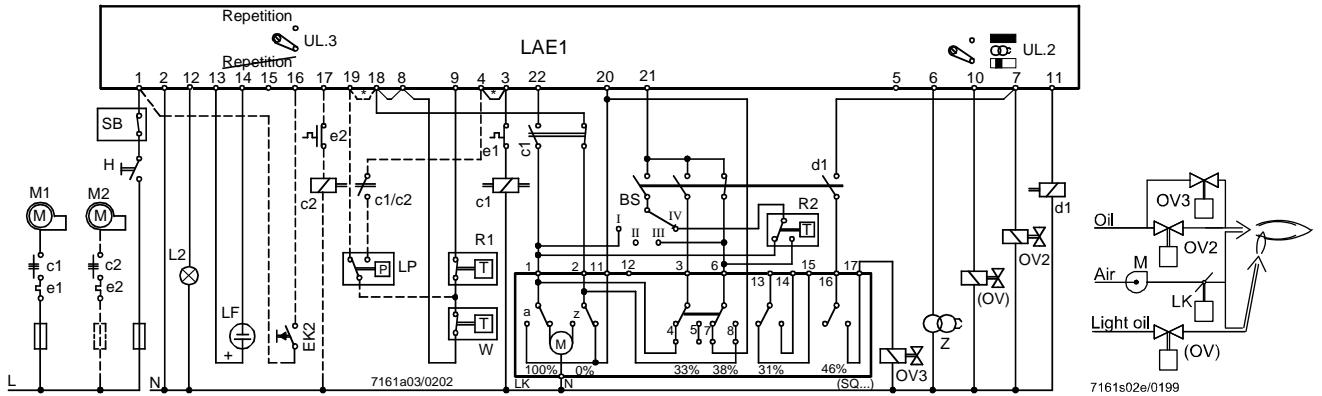 Repetition
UL.3
LAE1
UL.2
Repetition
1 2 12 13 14 15 16 17 19 18 8 9 4 3 22 20 21 5 6 10 7 11
* *
SB
e2
e1
c1
d1
H
M1 M2
M M
c2
c1/c2
c1
BS
I II III IV
R2
T
d1
OV3
Oil
OV2
L2
R1
T
LP
P
c1 c2
e1 e2
1 2 11 12 3 6 13 14 15 16 17
OV2
(OV)
Air M
LK
LF
+
EK2
T
W
a z
M
4 5 7 8
Z
OV3
Light oil
(OV)
100% 0% 33% 38% 31% 46%
L N 7161a03/0202 LK N (SQ...)
7161s02e/0199